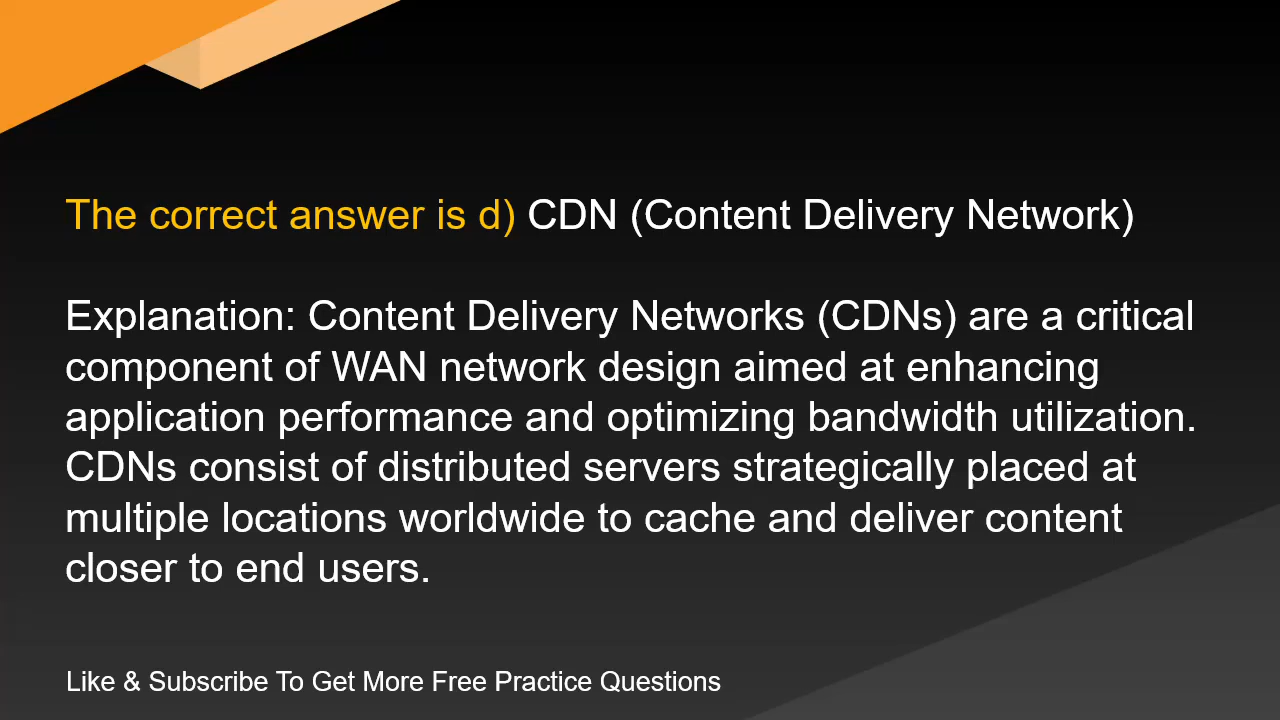 The correct answer is d) CDN (Content Delivery Network)
Explanation: Content Delivery Networks (CDNs) are a critical
component of WAN network design aimed at enhancing
application performance and optimizing bandwidth utilization.
CDNs consist of distributed servers strategically placed at
multiple locations worldwide to cache and deliver content
closer to end users.
Like & Subscribe To Get More Free Practice Questions